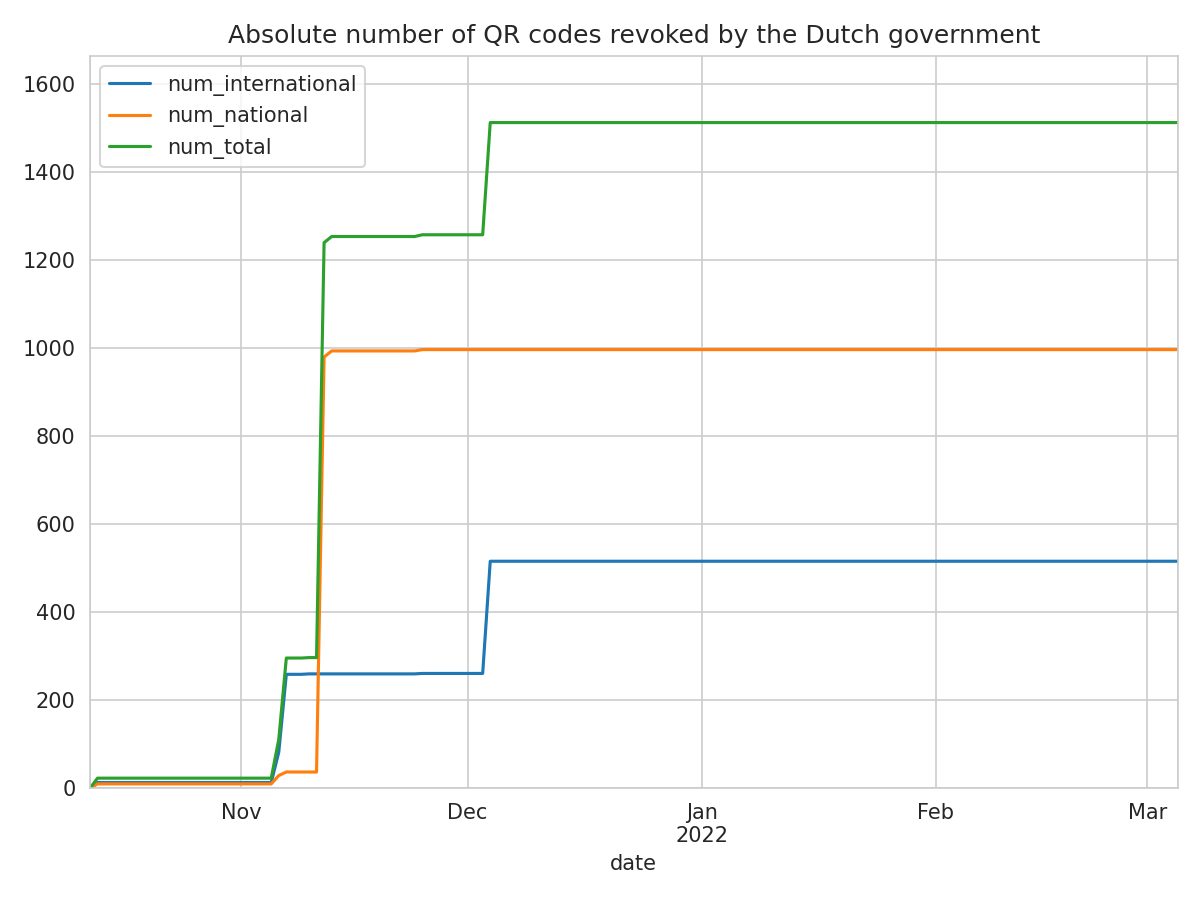 Absolute number of QR codes revoked by the Dutch government
num_international
num_national
num_total
1600
1400
1200
1000
800
600
400
200
0
Nov
Dec
Jan
2022
Feb
Mar
date